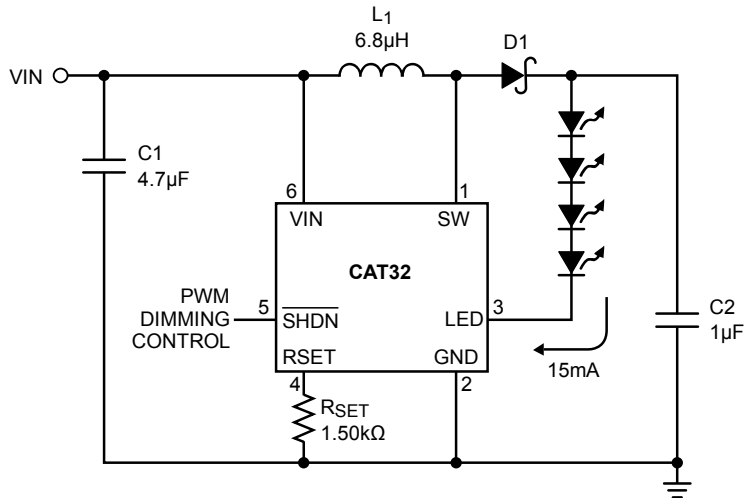 L1
6.8µH
D1
VIN
C1
4.7µF
6
1
VIN
SW
CAT32
PWM
DIMMING
CONTROL
5
SHDN
3
LED
RSET
GND
4
2
15mA
C2
1µF
RSET
1.50kΩ